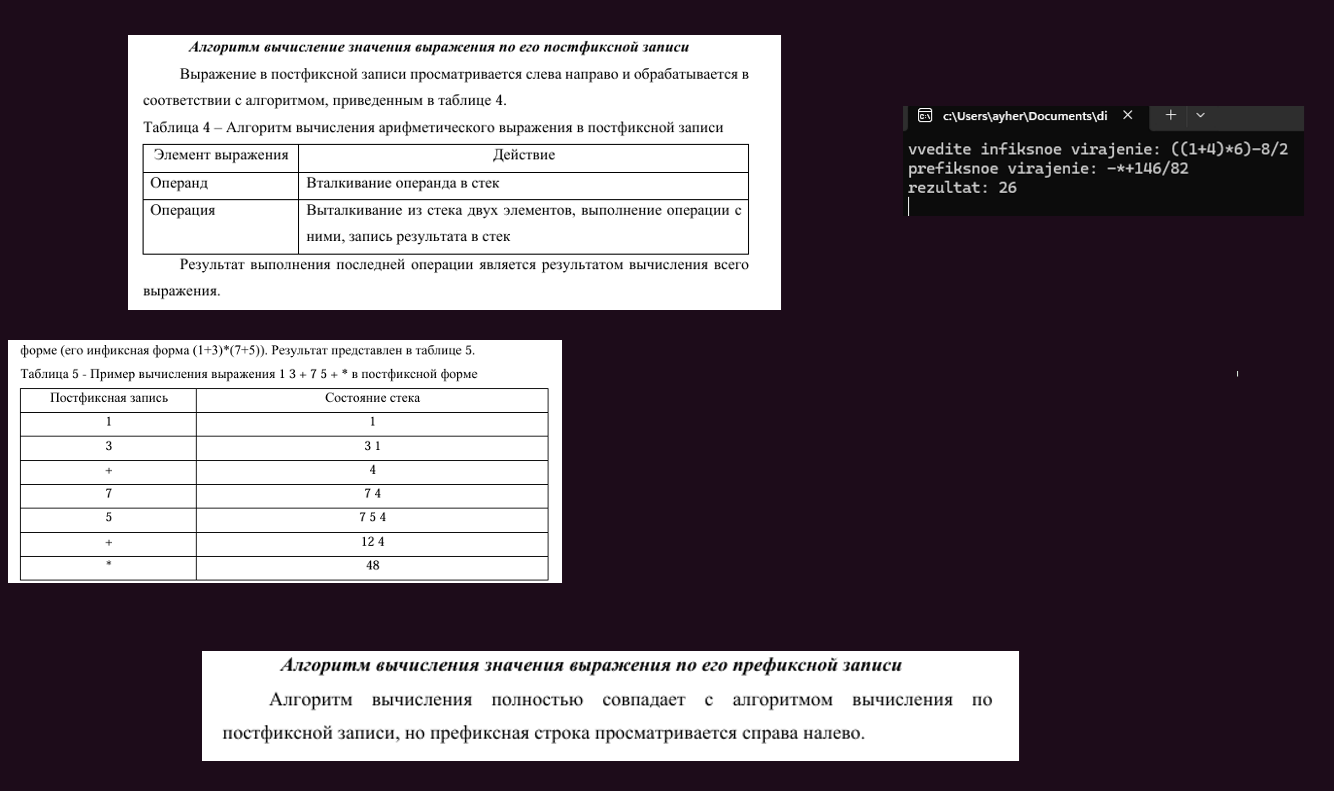 Алгоритм вычисление значения выражения по его постфиксной записи
Выражение в постфиксной записи просматривается слева направо и обрабатывается в
соответствии с алгоритмом, приведенным в таблице 4.
Таблица 4 – Алгоритм вычисления арифметического выражения в постфиксной записи
Элемент выражения Действие
Операнд Вталкивание операнда в стек
Операция Выталкивание из стека двух элементов, выполнение операции с
ними, запись результата в стек
Результат выполнения последней операции является результатом вычисления всего
выражения.
c:\Users\ayher\Documents\di
vvedite infiksnoe virajenie: ((1+4)*6)-8/2
prefiksnoe virajenie: -*+146/82
rezultat: 26
форме (его инфиксная форма (1+3)*(7+5)). Результат представлен в таблице 5.
Таблица 5 - Пример вычисления выражения 1 3 + 7 5 + * в постфиксной форме
Постфиксная запись Состояние стека
1 1
3 3 1
+ 4
7 7 4
5 7 5 4
+ 12 4
* 48
Алгоритм вычисления значения выражения по его префиксной записи
Алгоритм вычисления полностью совпадает с алгоритмом вычисления по
постфиксной записи, но префиксная строка просматривается справа налево.